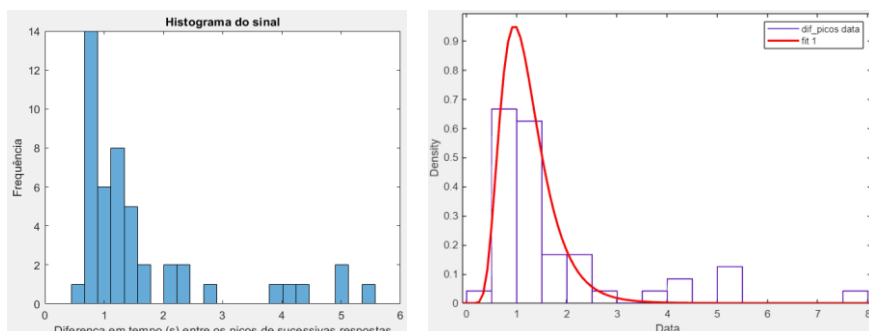 Histograma do sinal
14
12
10
8
6
4
2
0
Frequência
0 1 2 3 4 5 6
Diferença em tempo (s) entre os picos de sucessivas respostas
0.9
0.8
0.7
0.6
0.5
0.4
0.3
0.2
0.1
0
Density
dif_picos data
fit 1
0 1 2 3 4 5 6 7 8
Data